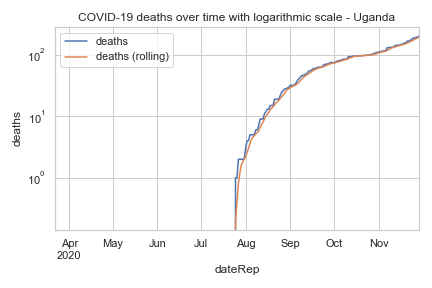 COVID-19 deaths over time with logarithmic scale - Uganda
deaths
deaths (rolling)
10²
10¹
10⁰
deaths
Apr
2020
May
Jun
Jul
Aug
Sep
Oct
Nov
dateRep